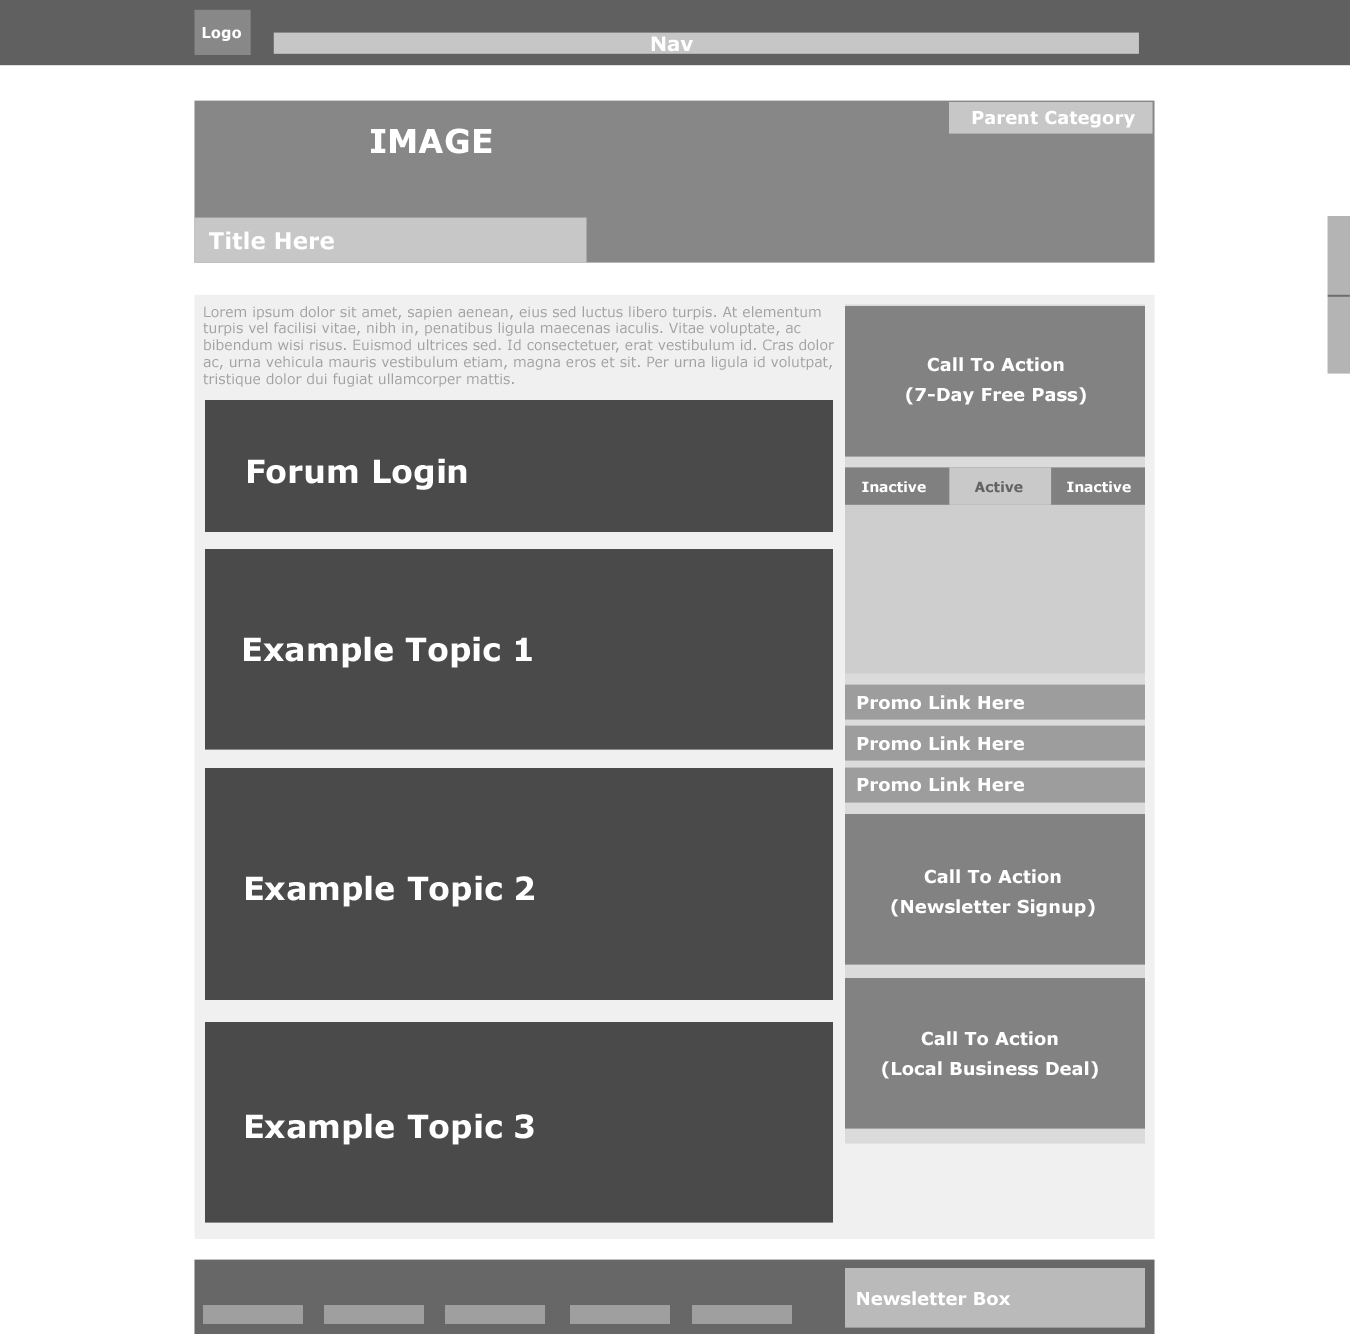 Logo
Nav
IMAGE
Parent Category
Title Here
Lorem ipsum dolor sit amet, sapien aenean, eius sed luctus libero turpis. At elementum
turpis vel facilisi vitae, nibh in, penatibus ligula maecenas iaculis. Vitae voluptate, ac
bibendum wisi risus. Euismod ultrices sed. Id consectetuer, erat vestibulum id. Cras dolor
ac, urna vehicula mauris vestibulum etiam, magna eros et sit. Per urna ligula id volutpat,
tristique dolor dui fugiat ullamcorper mattis.
Forum Login
Example Topic 1
Example Topic 2
Example Topic 3
Call To Action
(7-Day Free Pass)
Inactive Active Inactive
Promo Link Here
Promo Link Here
Promo Link Here
Call To Action
(Newsletter Signup)
Call To Action
(Local Business Deal)
Newsletter Box